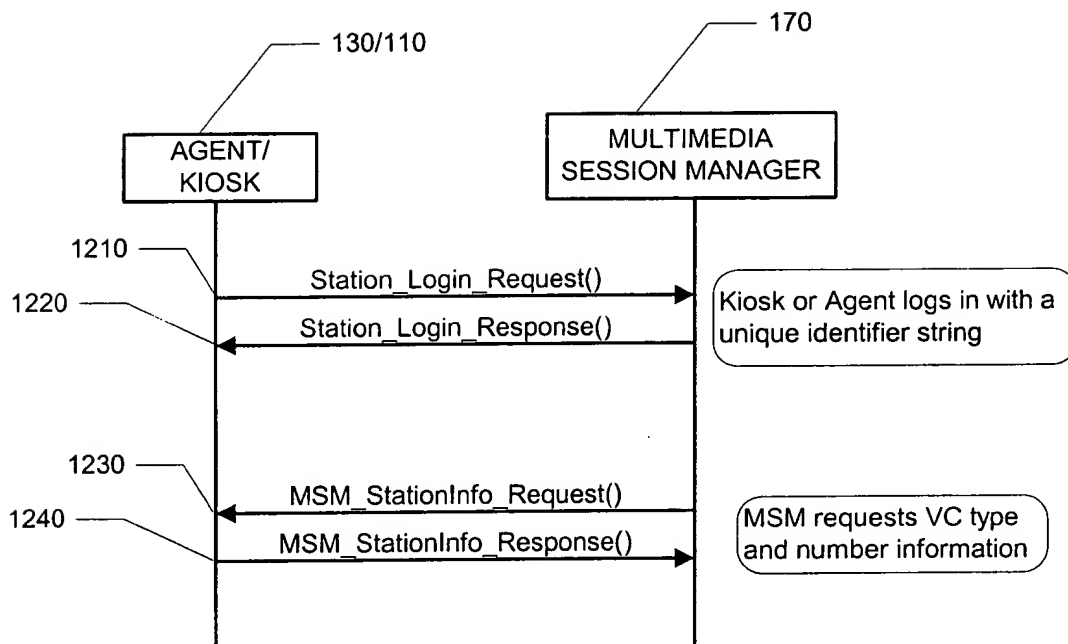 130/110
170
AGENT/
KIOSK
MULTIMEDIA
SESSION MANAGER
1210
Station_Login_Request()
Kiosk or Agent logs in with a
unique identifier string
1220
Station_Login_Response()
1230
MSM_StationInfo_Request()
MSM requests VC type
and number information
1240
MSM_StationInfo_Response()